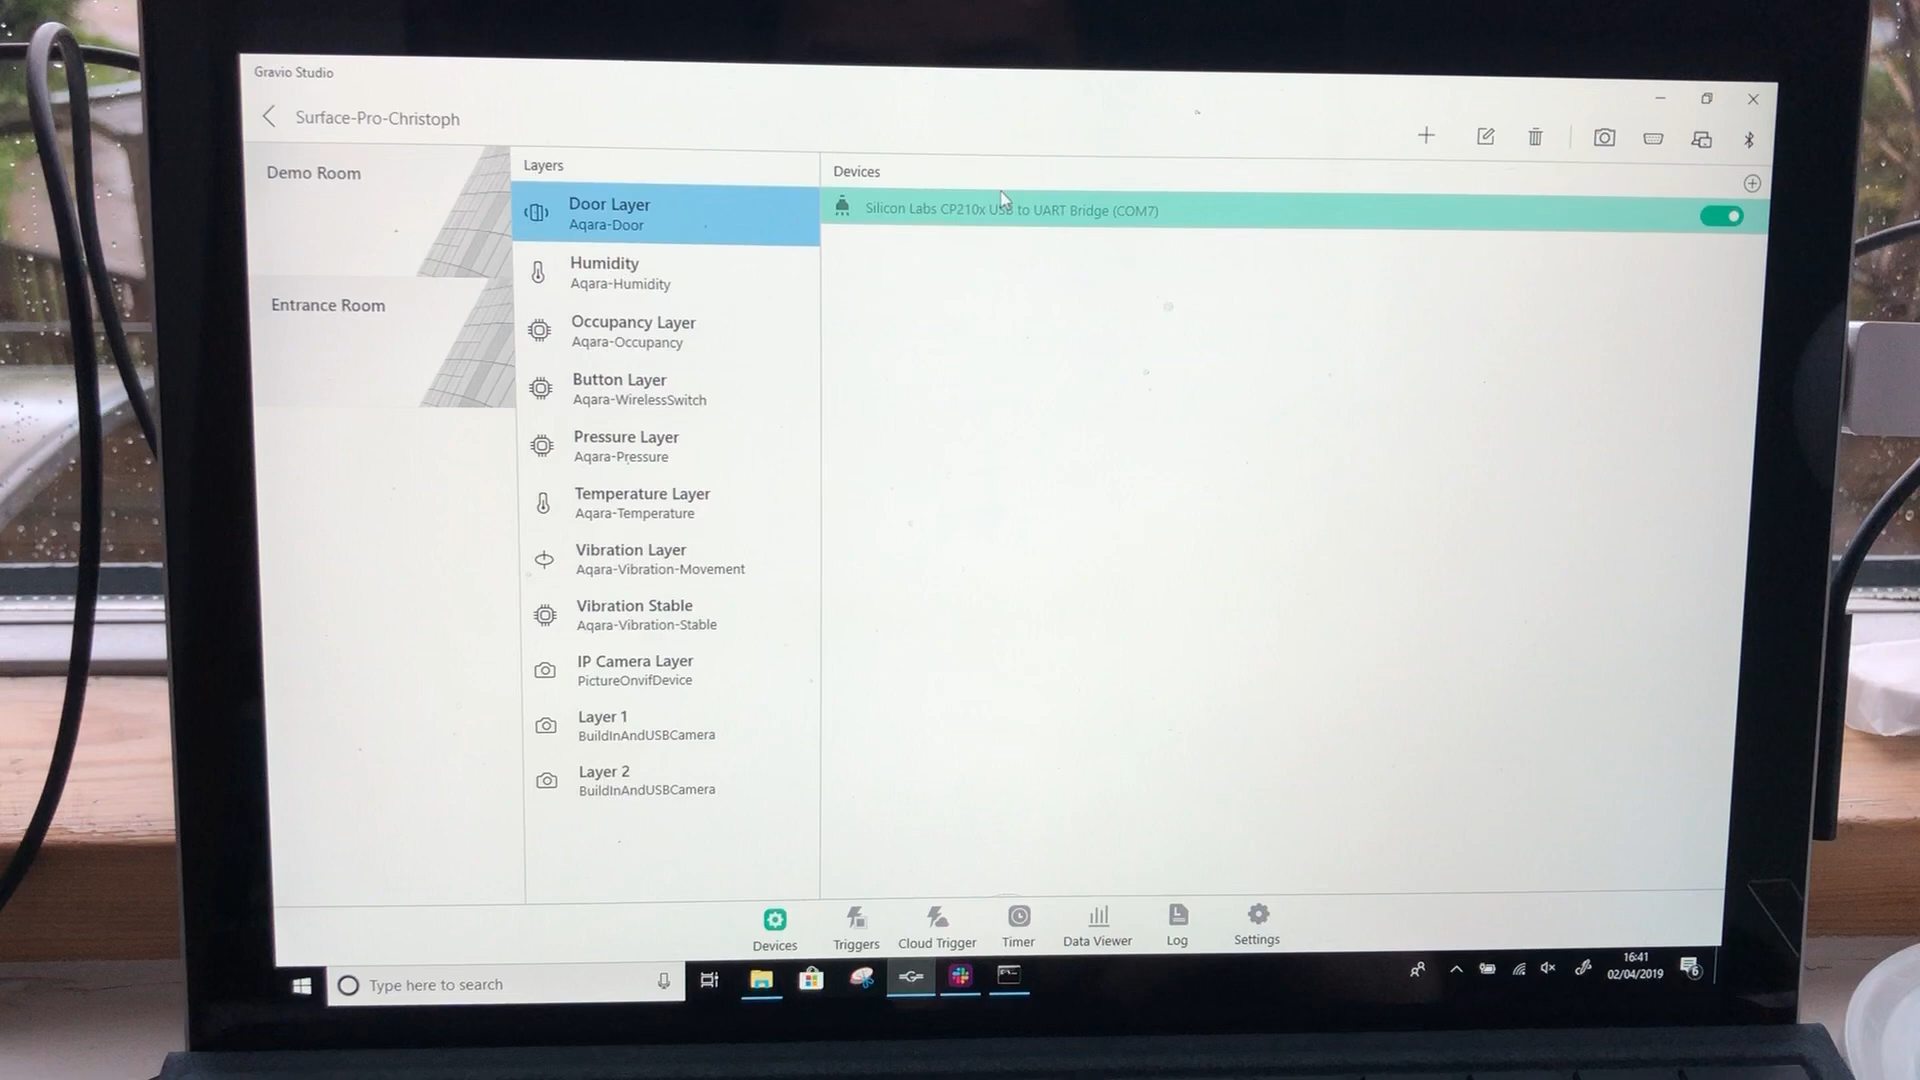 Gravio Studio
Surface-Pro-Christoph
Demo Room
Entrance Room
Layers
Door Layer
Aqara-Door
Humidity
Aqara-Humidity
Occupancy Layer
Aqara-Occupancy
Button Layer
Aqara-WirelessSwitch
Pressure Layer
Aqara-Pressure
Temperature Layer
Aqara-Temperature
Vibration Layer
Aqara-Vibration-Movement
Vibration Stable
Aqara-Vibration-Stable
IP Camera Layer
PictureOnvifDevice
Layer 1
BuildInAndUSBCamera
Layer 2
BuildInAndUSBCamera
Devices
Silicon Labs CP210x USB to UART Bridge (COM7)
Devices
Triggers
Cloud Trigger
Timer
Data Viewer
Log
Settings
Type here to search
16:41
02/04/2019
6